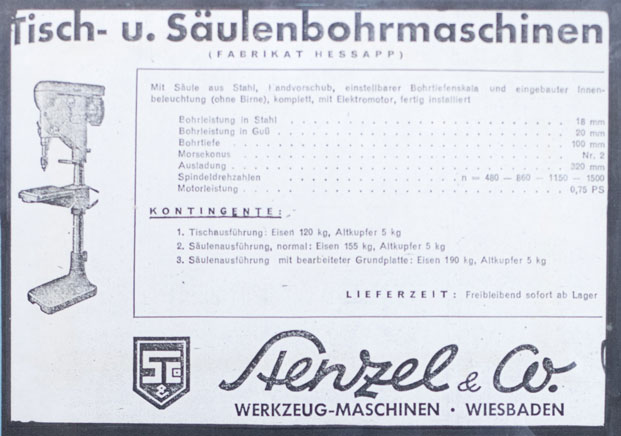 Tisch- u. Säulenbohrmaschinen
(FABRIKAT HESSAPP)
Mit Säule aus Stahl, Handvorschub, einstellbarer Bohrtiefenskala und eingebauter Innen-
beleuchtung (ohne Birne), komplett, mit Elektromotor, fertig installiert
Bohrleistung in Stahl . . . 18 mm
Bohrleistung in Guß . . . 20 mm
Bohrtiefe . . . 100 mm
Morsekonus . . . Nr. 2
Ausladung . . . 320 mm
Spindeldrehzahlen . . . n = 480 — 860 — 1150 — 1500
Motorleistung . . . 0,75 PS
KONTINGENTE:
1. Tischausführung: Eisen 120 kg, Altkupfer 5 kg
2. Säulenausführung, normal: Eisen 155 kg, Altkupfer 5 kg
3. Säulenausführung mit bearbeiteter Grundplatte: Eisen 190 kg, Altkupfer 5 kg
LIEFERZEIT: Freibleibend sofort ab Lager
St & Co
Stenzel & Co.
WERKZEUG-MASCHINEN · WIESBADEN